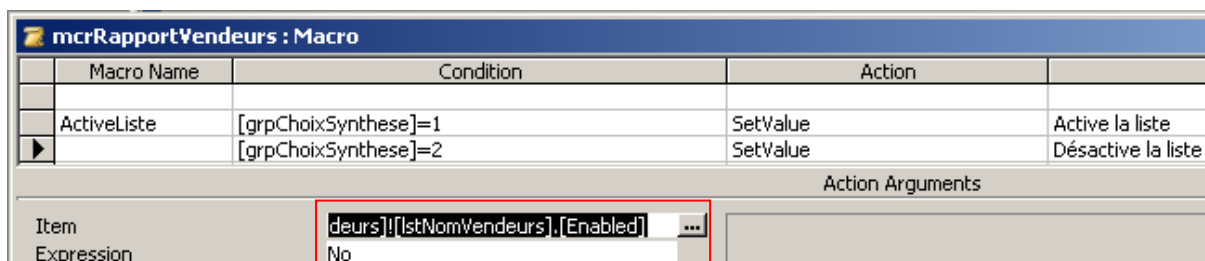 mcrRapportVendeurs : Macro
Macro Name Condition Action
ActiveListe [grpChoixSynthese]=1 SetValue Active la liste
[grpChoixSynthese]=2 SetValue Désactive la liste
Action Arguments
Item deurs]![lstNomVendeurs].[Enabled] ...
Expression No